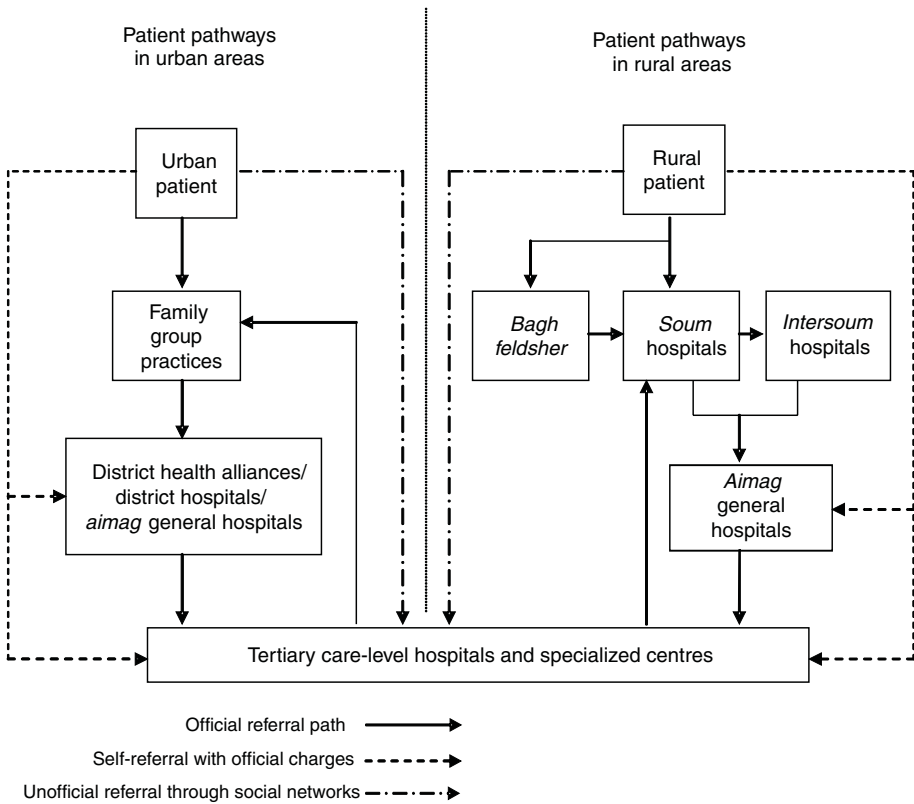 Patient pathways
in urban areas
Patient pathways
in rural areas
Urban
patient
Rural
patient
Family
group
practices
Bagh
feldsher
Soum
hospitals
Intersoum
hospitals
District health alliances/
district hospitals/
aimag general hospitals
Aimag
general
hospitals
Tertiary care-level hospitals and specialized centres
Official referral path
Self-referral with official charges
Unofficial referral through social networks